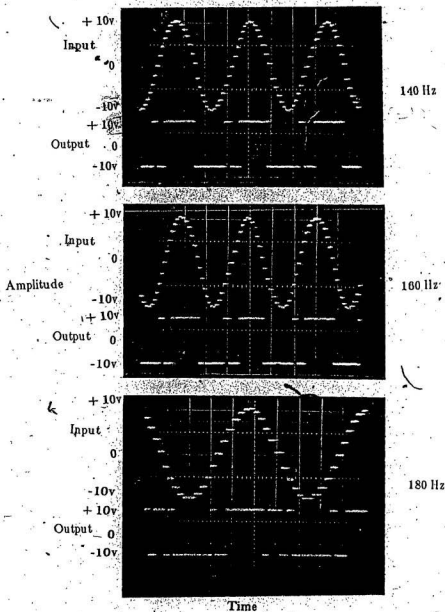 + 10v
Input
0
-10v
+ 10v
Output
0
-10v
140 Hz
+ 10v
Input
0
-10v
+ 10v
Output
0
-10v
160 Hz
Amplitude
+ 10v
Input
0
-10v
+ 10v
Output
0
-10v
180 Hz
Time